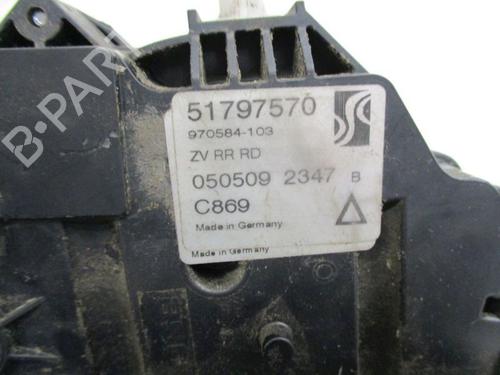 51797570
970584-103
ZV RR RD
050509 2347 B
C869
Made in Germany
Made in Germany
B-PARTS